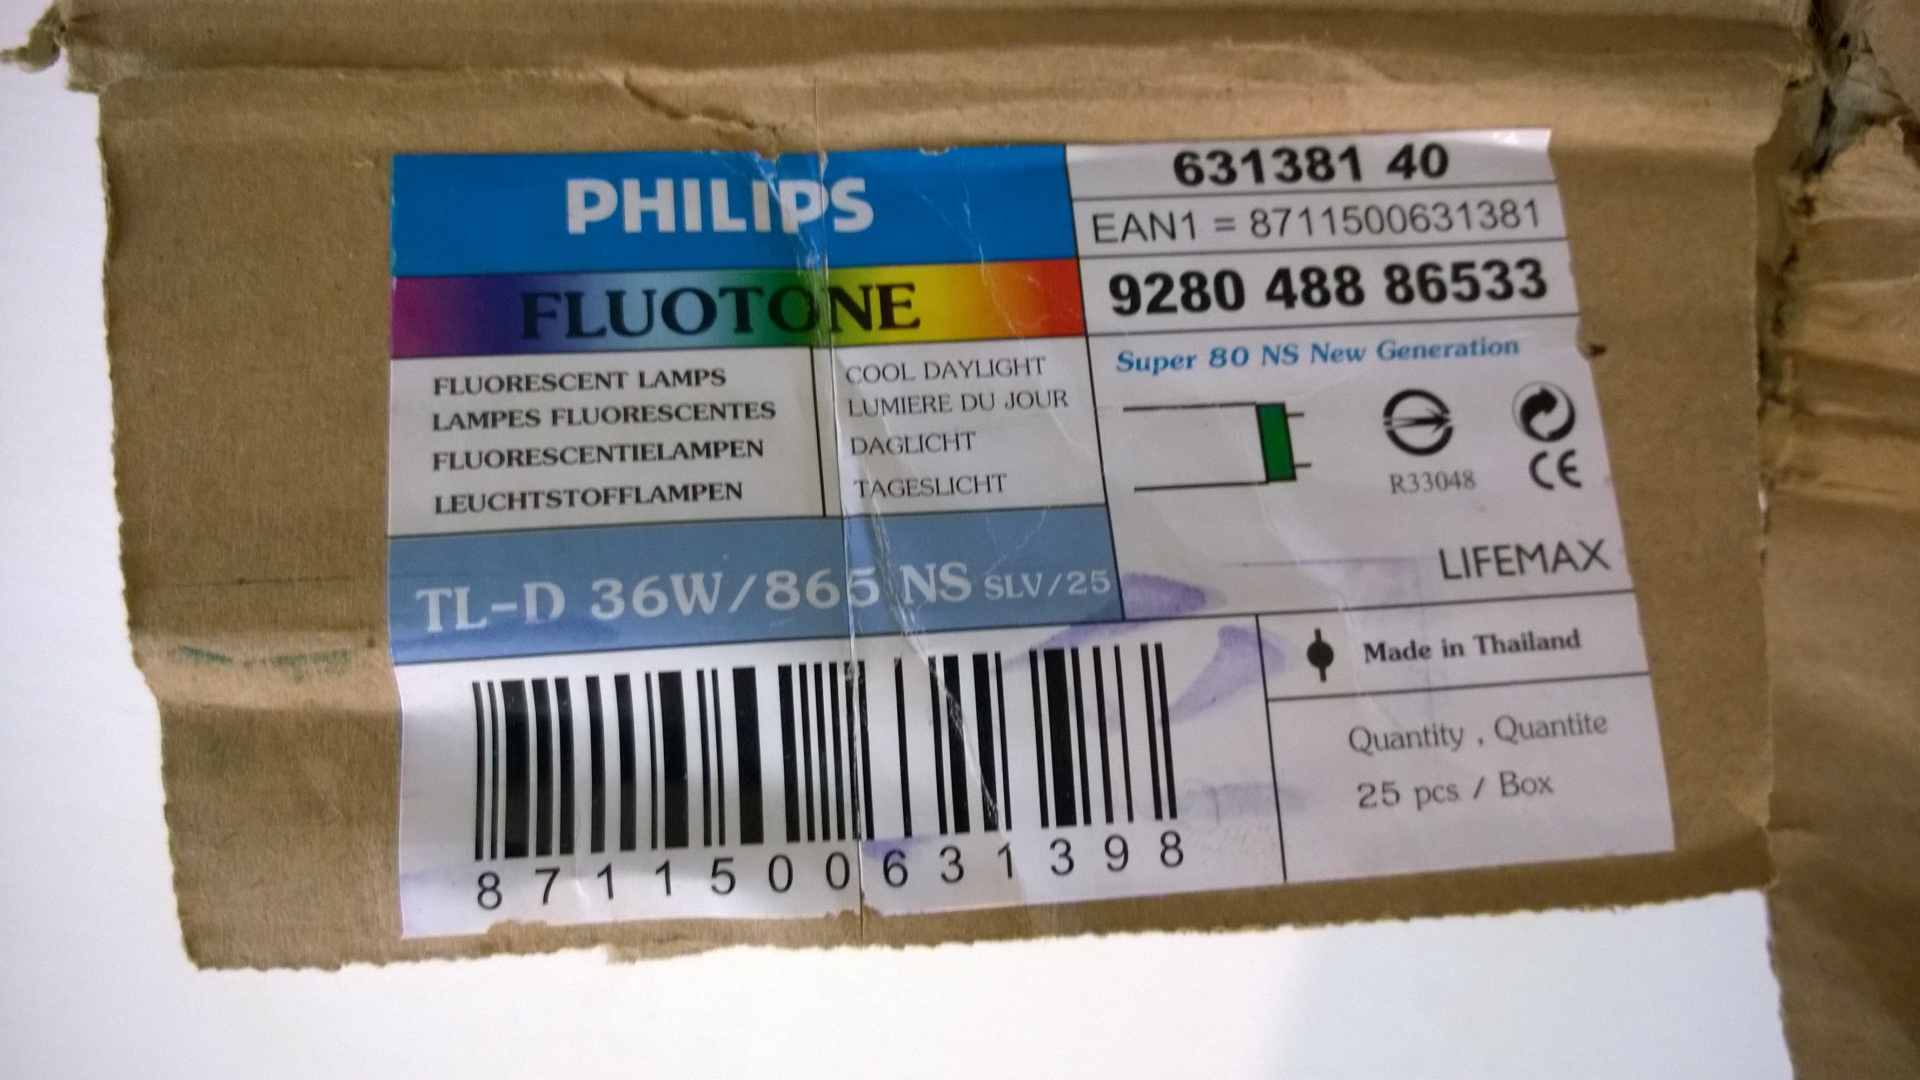 PHILIPS
FLUOTONE
FLUORESCENT LAMPS
LAMPES FLUORESCENTES
FLUORESCENTIELAMPEN
LEUCHTSTOFFLAMPEN
COOL DAYLIGHT
LUMIERE DU JOUR
DAGLICHT
TAGESLICHT
TL-D 36W/865 NS SLV/25
8711500631398
631381 40
EAN1 = 8711500631381
9280 488 86533
Super 80 NS New Generation
R33048
CE
LIFEMAX
Made in Thailand
Quantity , Quantite
25 pcs / Box